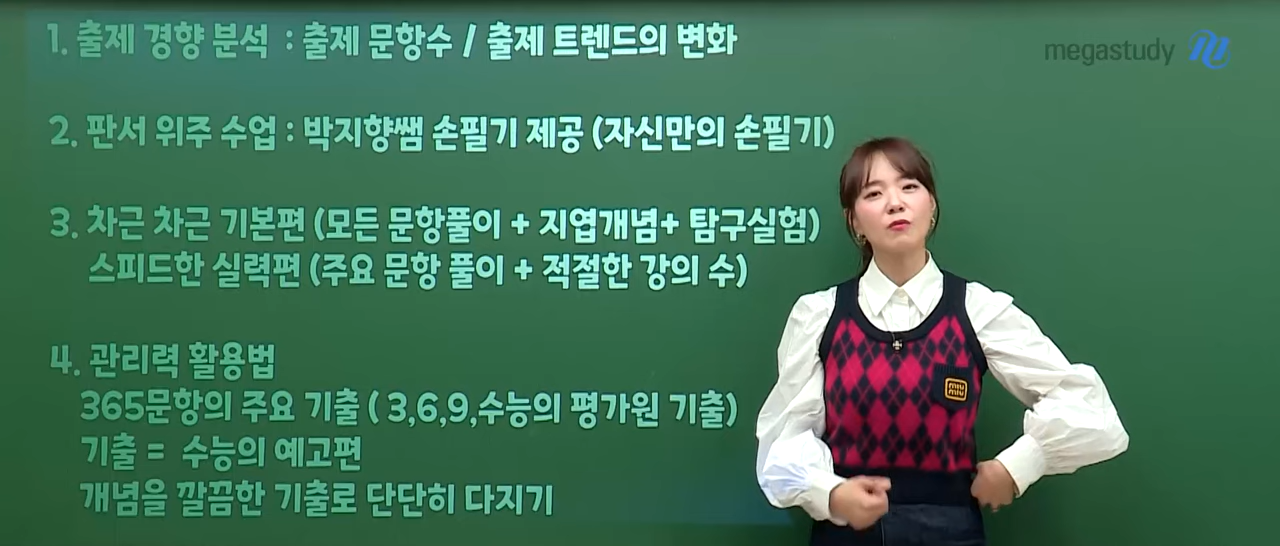 1. 출제 경향 분석 : 출제 문항수 / 출제 트렌드의 변화
megastudy
2. 판서 위주 수업 : 박지향쌤 손필기 제공 (자신만의 손필기)
3. 차근 차근 기본편 (모든 문항풀이 + 지엽개념+ 탐구실험)
스피드한 실력편 (주요 문항 풀이 + 적절한 강의 수)
4. 관리력 활용법
365문항의 주요 기출 ( 3,6,9,수능의 평가원 기출)
기출 = 수능의 예고편
개념을 깔끔한 기출로 단단히 다지기
miu
miu